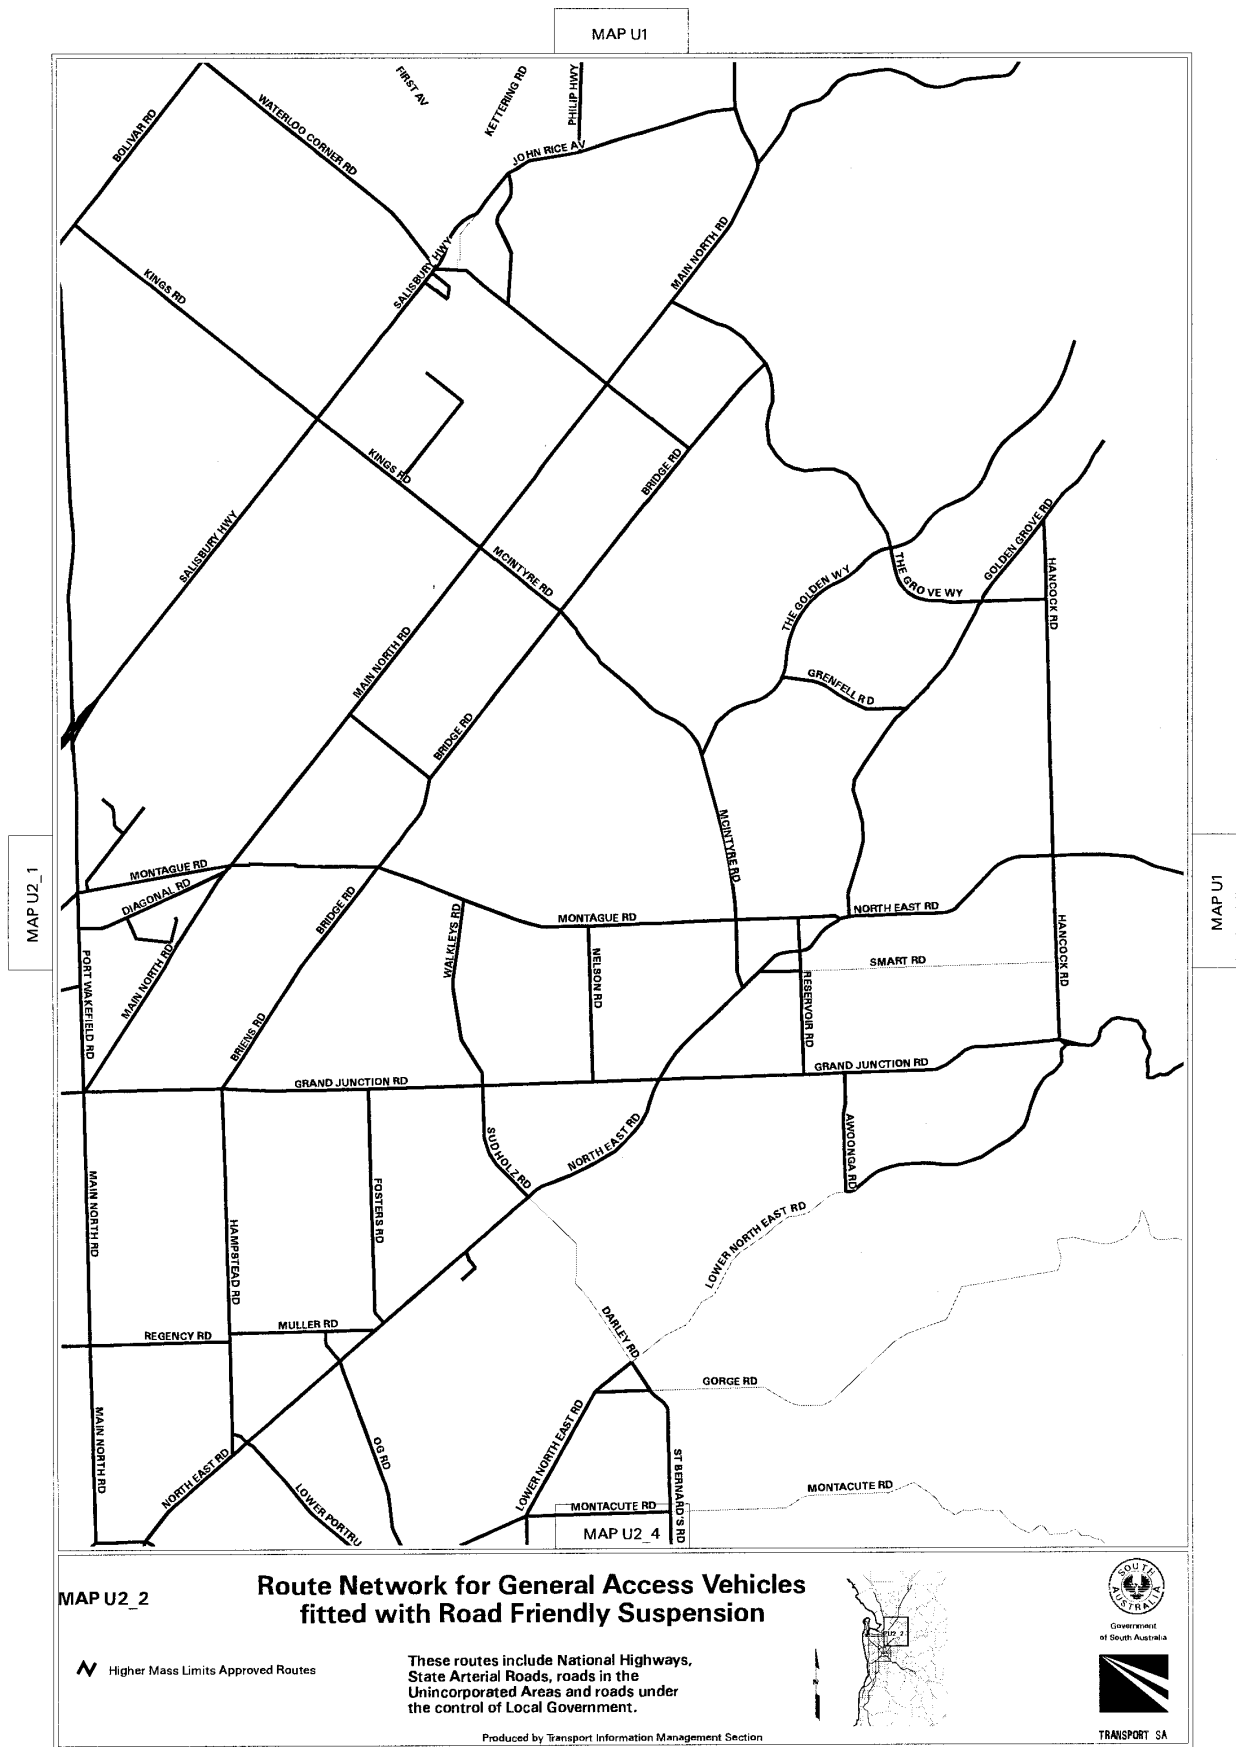 MAP U1
FIRST AV
KETTERING RD
PHILIP HWY
BOLIVAR RD
WATERLOO CORNER RD
JOHN RICE AV
MAIN NORTH RD
SALISBURY HWY
KINGS RD
KINGS RD
BRIDGE RD
SALISBURY HWY
MCINTYRE RD
THE GOLDEN WY
THE GROVE WY
GOLDEN GROVE RD
HANCOCK RD
MAIN NORTH RD
GRENFELL RD
BRIDGE RD
MCINTYRE RD
MONTAGUE RD
DIAGONAL RD
BRIDGE RD
MAP U2_1
MAP U1
WALKLEYS RD
MONTAGUE RD
NORTH EAST RD
HANCOCK RD
PORT WAKEFIELD RD
MAIN NORTH RD
NELSON RD
SMART RD
RESERVOIR RD
BRIENS RD
GRAND JUNCTION RD
GRAND JUNCTION RD
SUDHOLZ RD
NORTH EAST RD
AWOONGA RD
MAIN NORTH RD
HAMPSTEAD RD
FOSTERS RD
LOWER NORTH EAST RD
REGENCY RD
MULLER RD
DARLEY RD
GORGE RD
MAIN NORTH RD
NORTH EAST RD
OG RD
LOWER NORTH EAST RD
LOWER PORTRU
ST BERNARD'S RD
MONTACUTE RD
MONTACUTE RD
MAP U2_4
MAP U2_2
Route Network for General Access Vehicles
fitted with Road Friendly Suspension
Higher Mass Limits Approved Routes
These routes include National Highways,
State Arterial Roads, roads in the
Unincorporated Areas and roads under
the control of Local Government.
Produced by Transport Information Management Section
U2_2
N
SOUTH
AUSTRALIA
Government
of South Australia
TRANSPORT SA